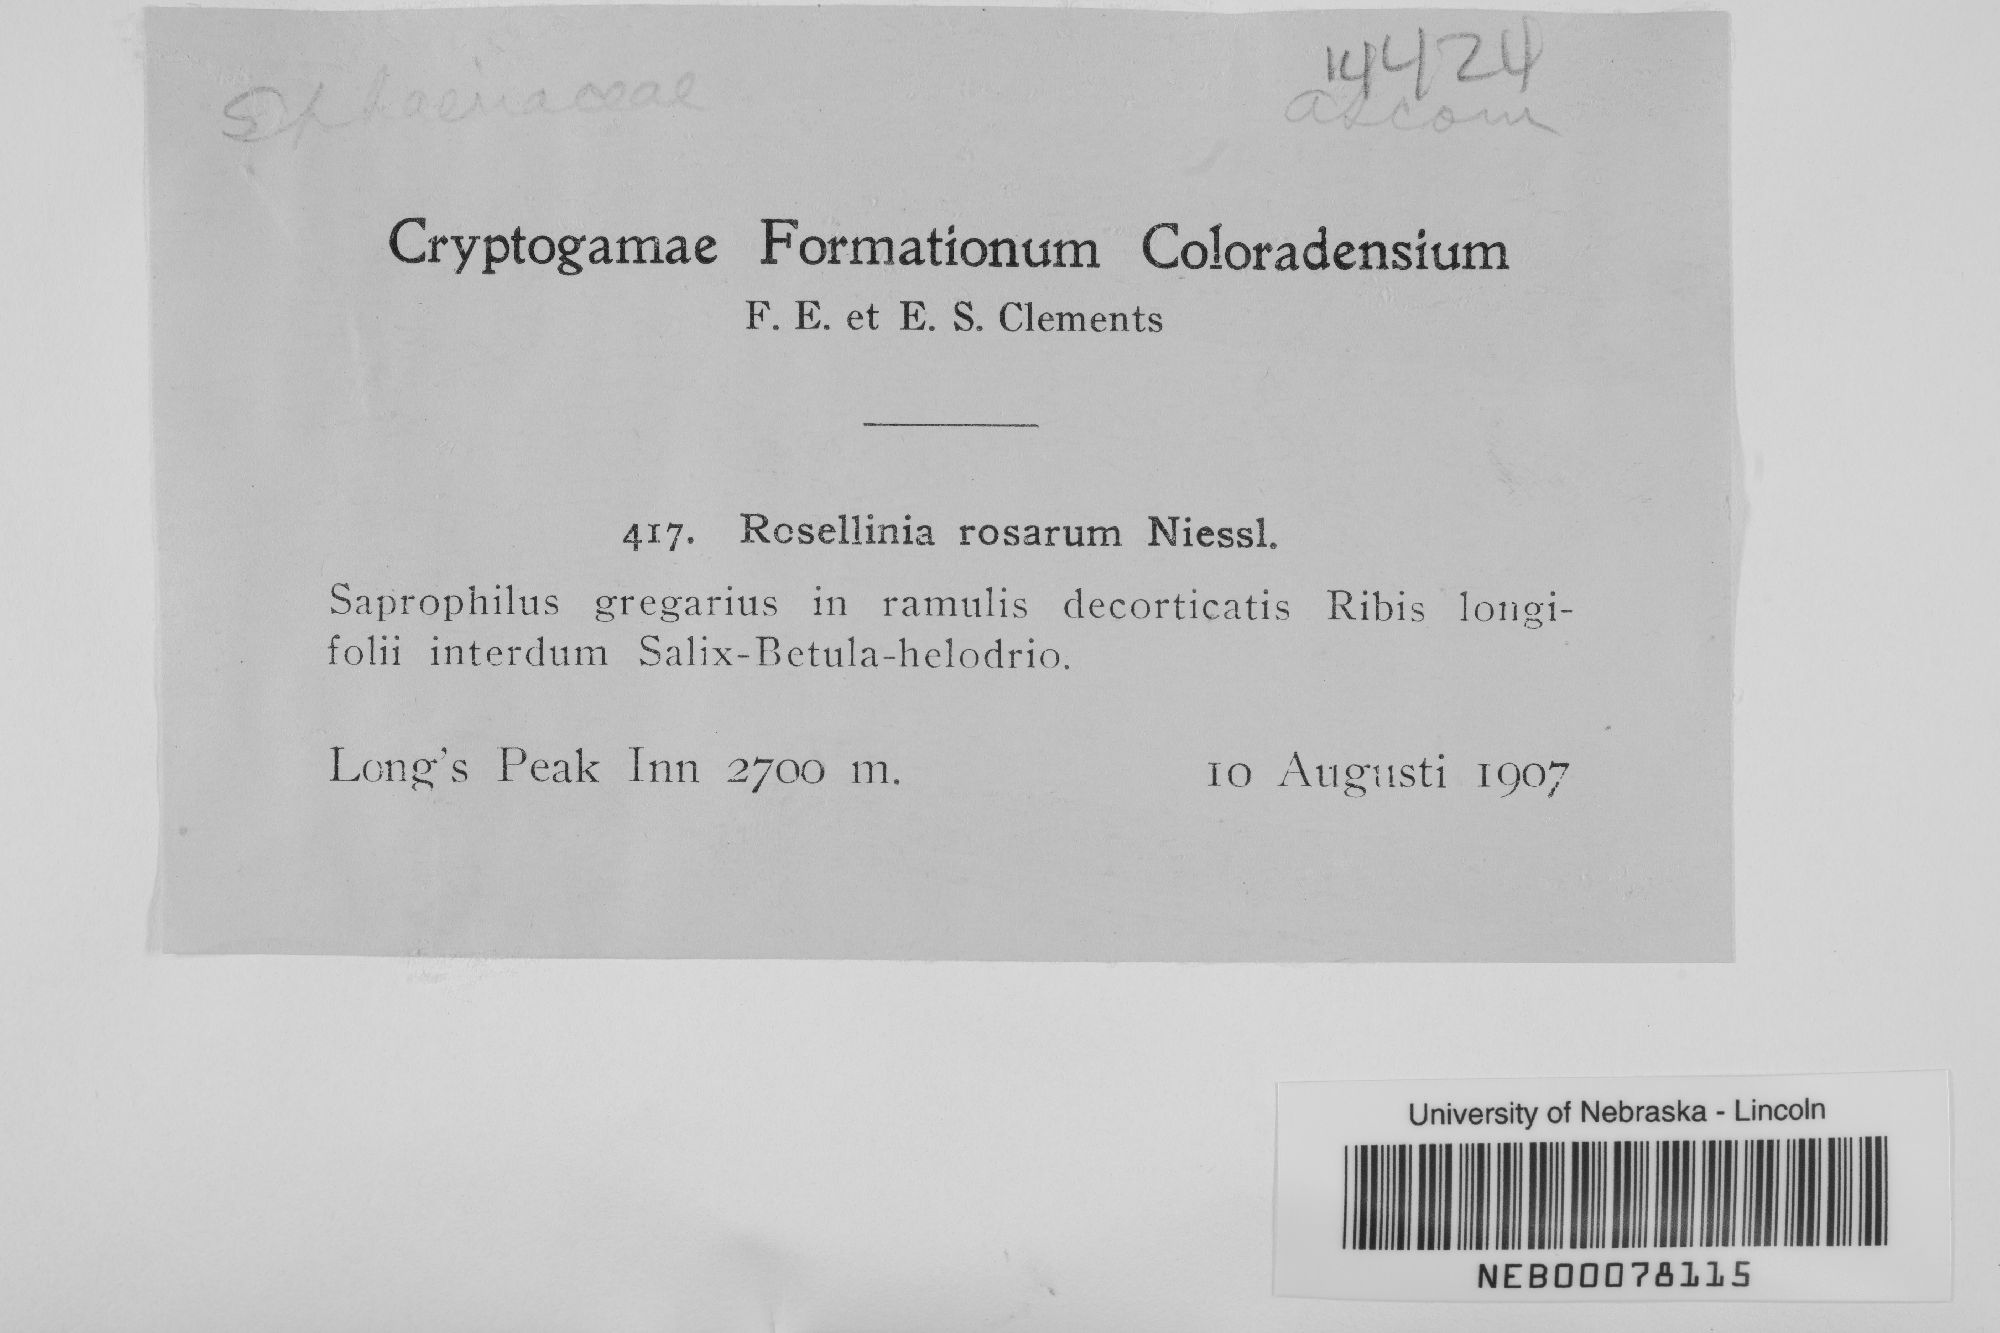 Sphaeriaceae
14424
ascom
Cryptogamae Formationum Coloradensium
F. E. et E. S. Clements
417. Rosellinia rosarum Niessl.
Saprophilus gregarius in ramulis decorticatis Ribis longi-
folii interdum Salix-Betula-helodrio.
Long's Peak Inn 2700 m. 10 Augusti 1907
University of Nebraska - Lincoln
NEB00078115